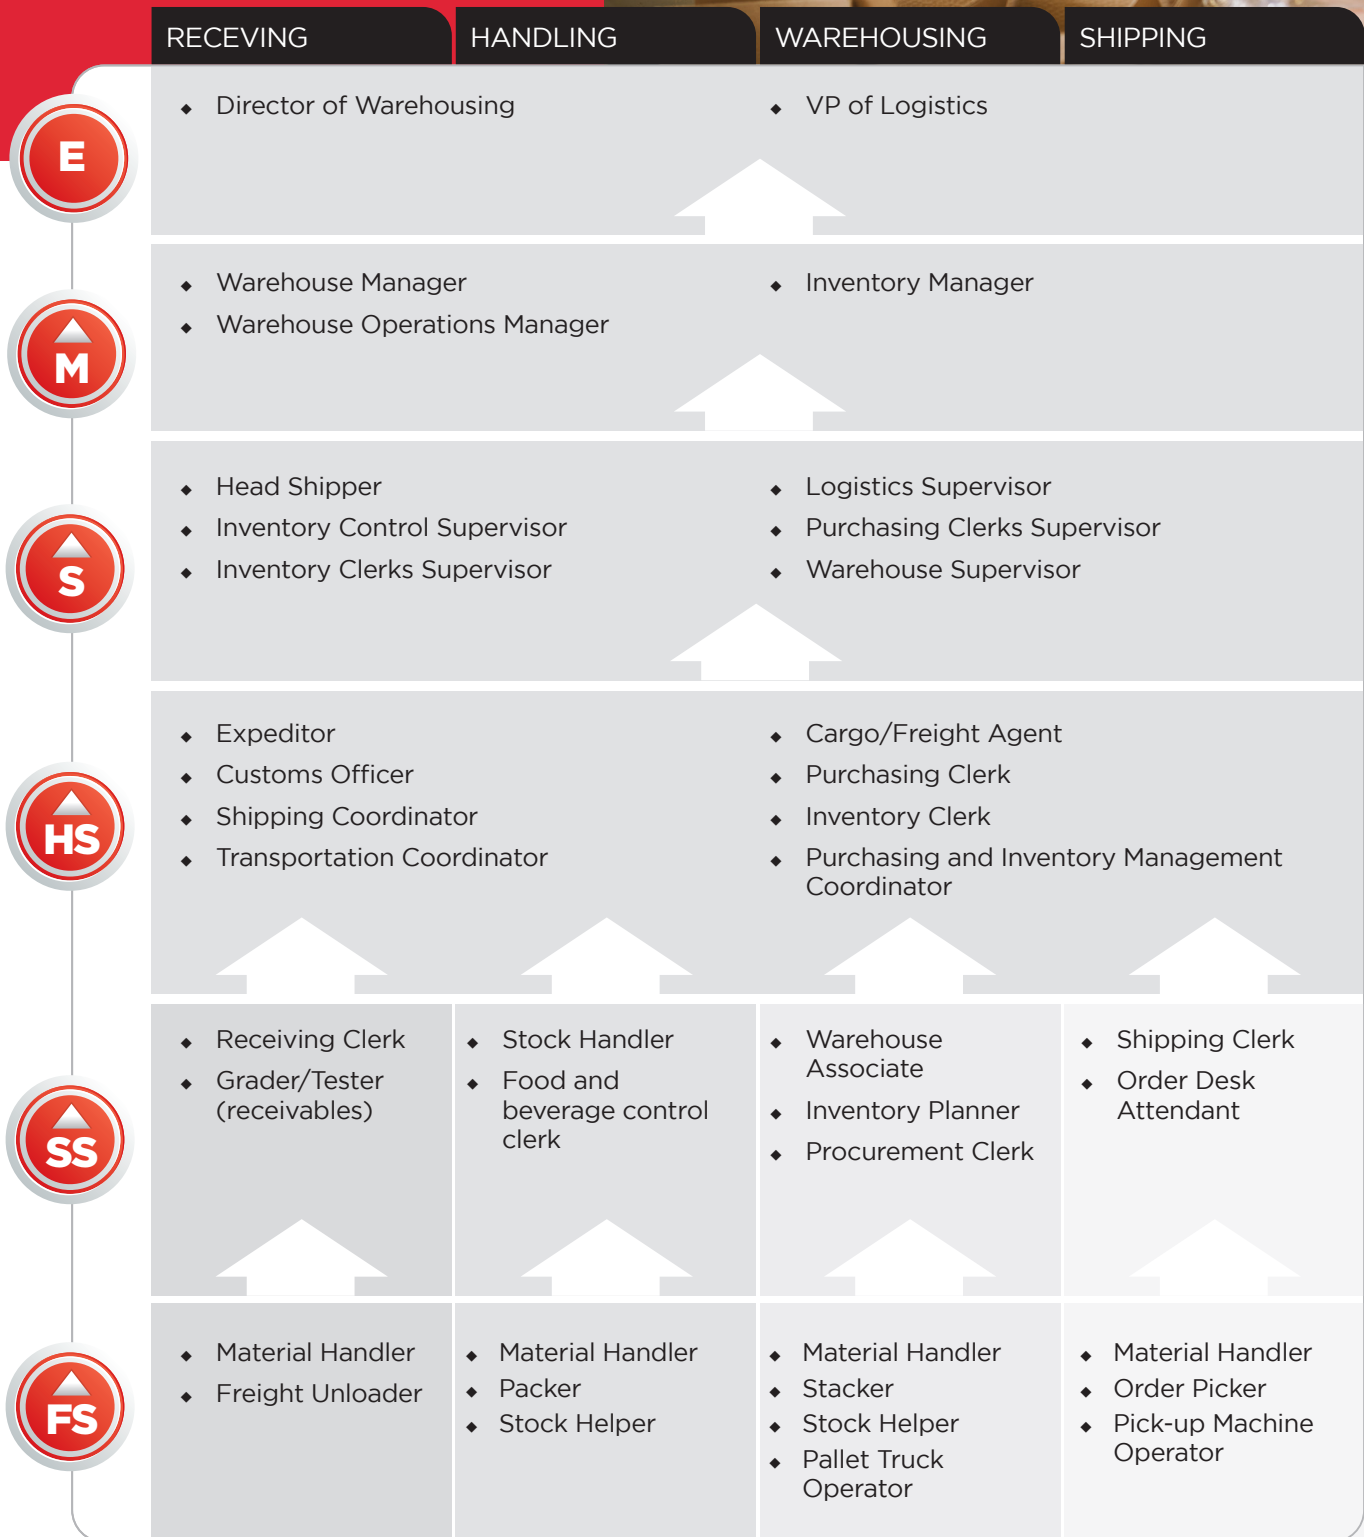 RECEVING
HANDLING
WAREHOUSING
SHIPPING
E
Director of Warehousing
VP of Logistics
M
Warehouse Manager
Warehouse Operations Manager
Inventory Manager
S
Head Shipper
Inventory Control Supervisor
Inventory Clerks Supervisor
Logistics Supervisor
Purchasing Clerks Supervisor
Warehouse Supervisor
HS
Expeditor
Customs Officer
Shipping Coordinator
Transportation Coordinator
Cargo/Freight Agent
Purchasing Clerk
Inventory Clerk
Purchasing and Inventory Management
Coordinator
SS
Receiving Clerk
Grader/Tester
(receivables)
Stock Handler
Food and
beverage control
clerk
Warehouse
Associate
Inventory Planner
Procurement Clerk
Shipping Clerk
Order Desk
Attendant
FS
Material Handler
Freight Unloader
Material Handler
Packer
Stock Helper
Material Handler
Stacker
Stock Helper
Pallet Truck
Operator
Material Handler
Order Picker
Pick-up Machine
Operator